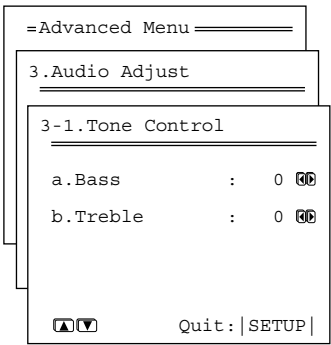 =Advanced Menu
3.Audio Adjust
3-1.Tone Control
a.Bass : 0
b.Treble : 0
Quit:|SETUP|